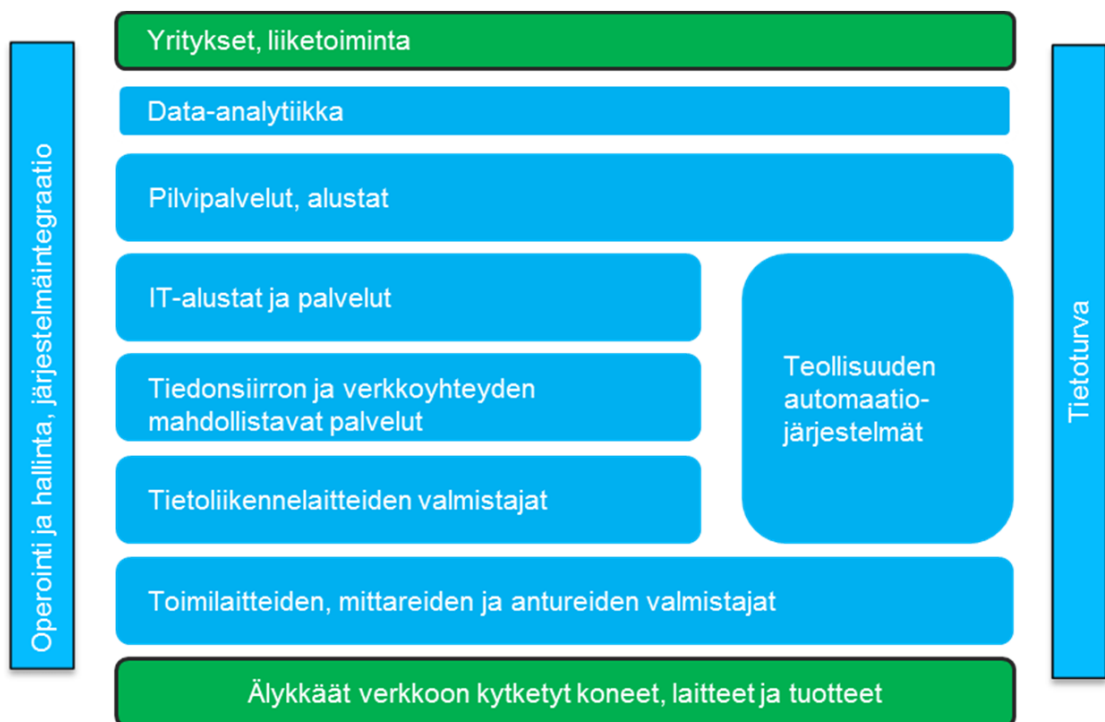 Operointi ja hallinta, järjestelmäintegraatio
Yritykset, liiketoiminta
Data-analytiikka
Pilvipalvelut, alustat
IT-alustat ja palvelut
Tiedonsiirron ja verkkoyhteyden
mahdollistavat palvelut
Tietoliikennelaitteiden valmistajat
Teollisuuden
automaatio-
järjestelmät
Toimilaitteiden, mittareiden ja antureiden valmistajat
Älykkäät verkkoon kytketyt koneet, laitteet ja tuotteet
Tietoturva